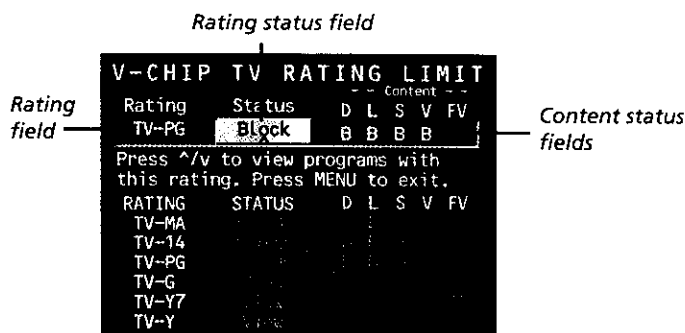 Rating status field
V-CHIP TV RATING LIMIT
-- Content --
Rating Status D L S V FV
TV-PG Block B B B B
Rating
field
Content status
fields
Press ^/v to view programs with
this rating. Press MENU to exit.
RATING STATUS D L S V FV
TV-MA
TV-14
TV-PG
TV-G
TV-Y7
TV-Y